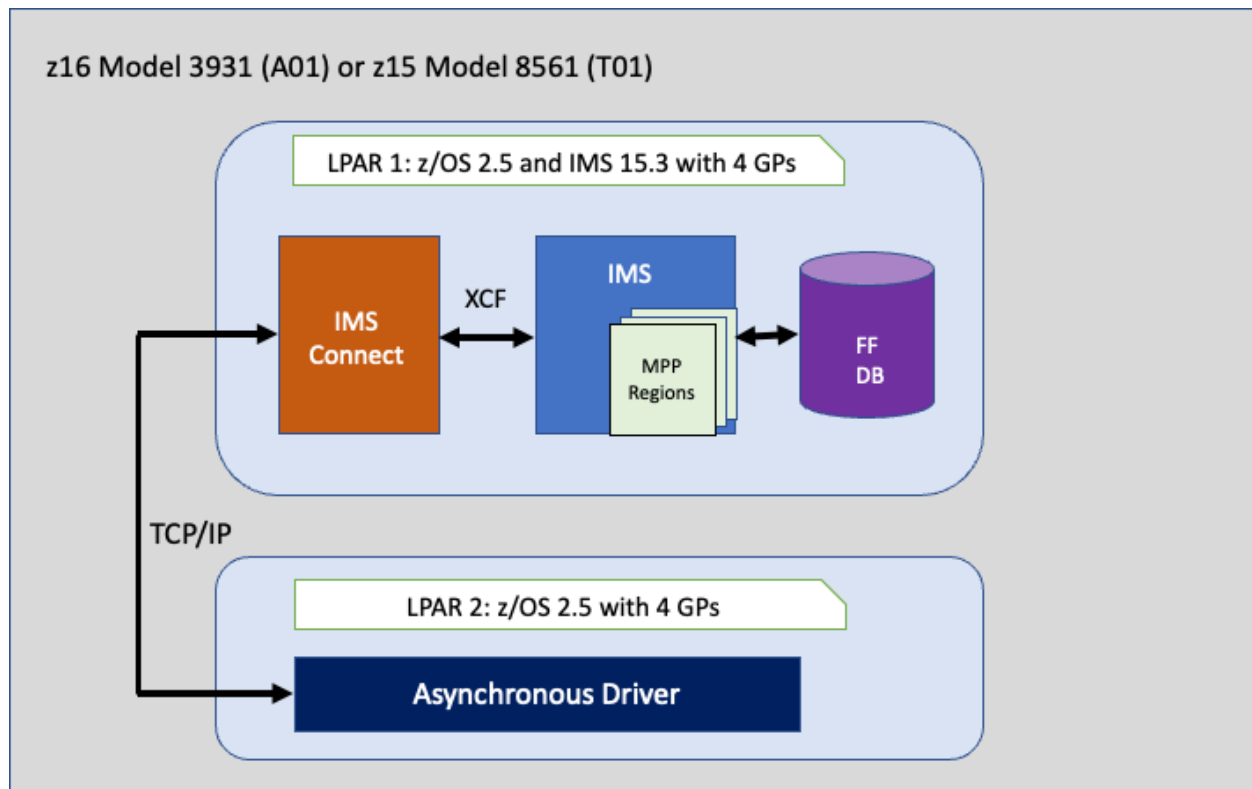 z16 Model 3931 (A01) or z15 Model 8561 (T01)
LPAR 1: z/OS 2.5 and IMS 15.3 with 4 GPs
IMS
Connect
XCF
IMS
MPP
Regions
FF
DB
TCP/IP
LPAR 2: z/OS 2.5 with 4 GPs
Asynchronous Driver